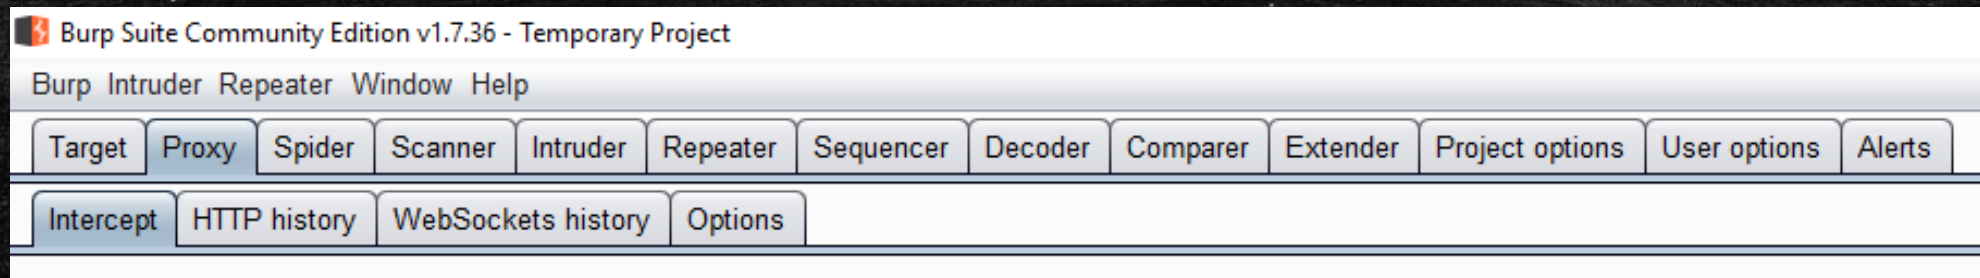 Burp Suite Community Edition v1.7.36 - Temporary Project
Burp Intruder Repeater Window Help
Target Proxy Spider Scanner Intruder Repeater Sequencer Decoder Comparer Extender Project options User options Alerts
Intercept HTTP history WebSockets history Options